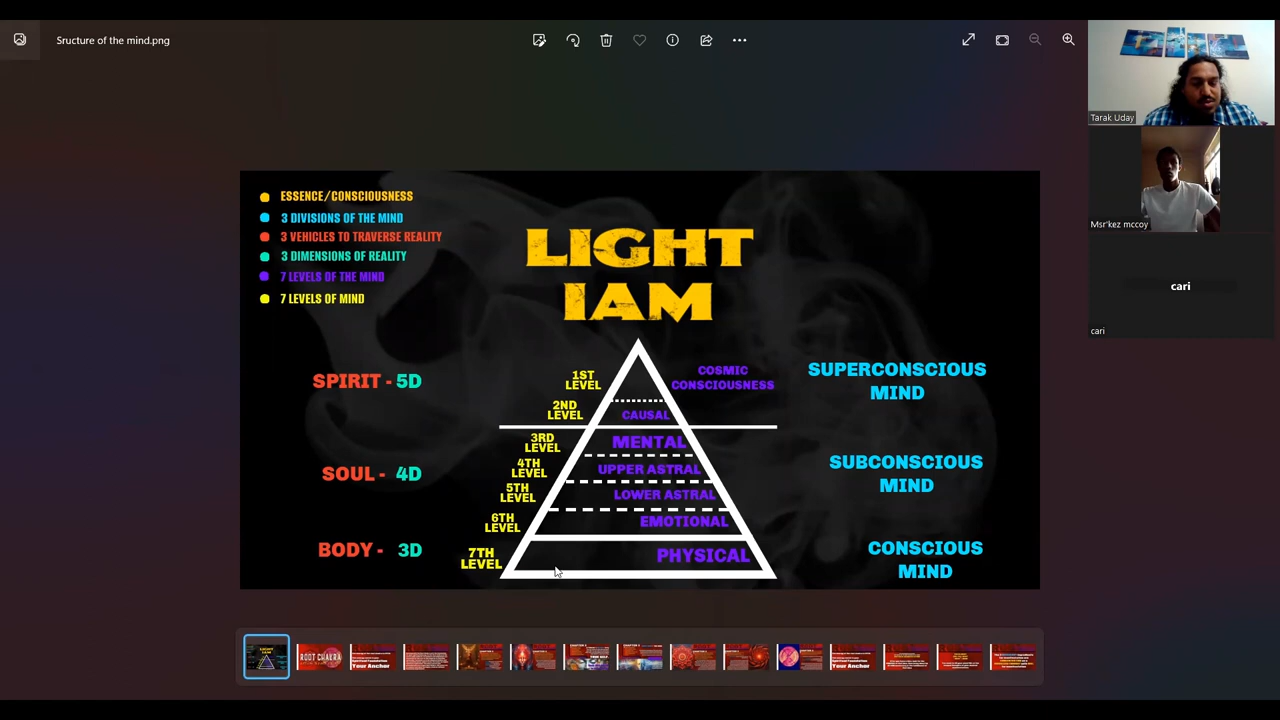 Sructure of the mind.png
Tarak Uday
Msr'kez mccoy
cari
cari
ESSENCE/CONSCIOUSNESS
3 DIVISIONS OF THE MIND
3 VEHICLES TO TRAVERSE REALITY
3 DIMENSIONS OF REALITY
7 LEVELS OF THE MIND
7 LEVELS OF MIND
LIGHT
IAM
SPIRIT - 5D
1ST
LEVEL
COSMIC
CONSCIOUSNESS
SUPERCONSCIOUS
MIND
2ND
LEVEL
CAUSAL
3RD
LEVEL
MENTAL
SOUL - 4D
4TH
LEVEL
UPPER ASTRAL
SUBCONSCIOUS
MIND
5TH
LEVEL
LOWER ASTRAL
6TH
LEVEL
EMOTIONAL
BODY - 3D
7TH
LEVEL
PHYSICAL
CONSCIOUS
MIND
ROOT CHAKRA
Your Anchor
Your Anchor